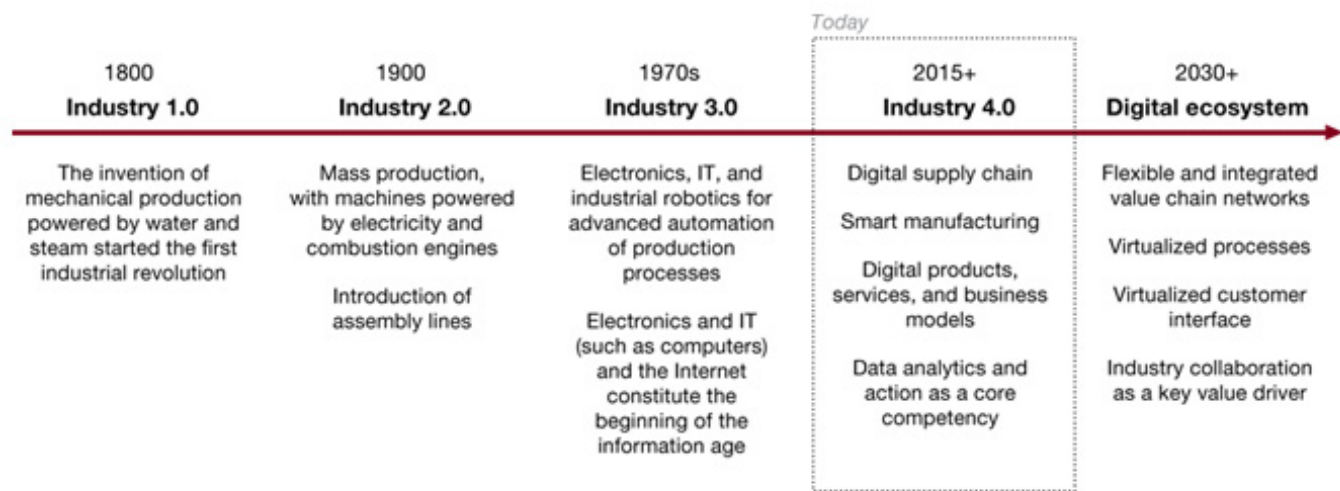 Today
1800
Industry 1.0
The invention of
mechanical production
powered by water and
steam started the first
industrial revolution
1900
Industry 2.0
Mass production,
with machines powered
by electricity and
combustion engines
Introduction of
assembly lines
1970s
Industry 3.0
Electronics, IT, and
industrial robotics for
advanced automation
of production
processes
Electronics and IT
(such as computers)
and the Internet
constitute the
beginning of the
information age
2015+
Industry 4.0
Digital supply chain
Smart manufacturing
Digital products,
services, and business
models
Data analytics and
action as a core
competency
2030+
Digital ecosystem
Flexible and integrated
value chain networks
Virtualized processes
Virtualized customer
interface
Industry collaboration
as a key value driver